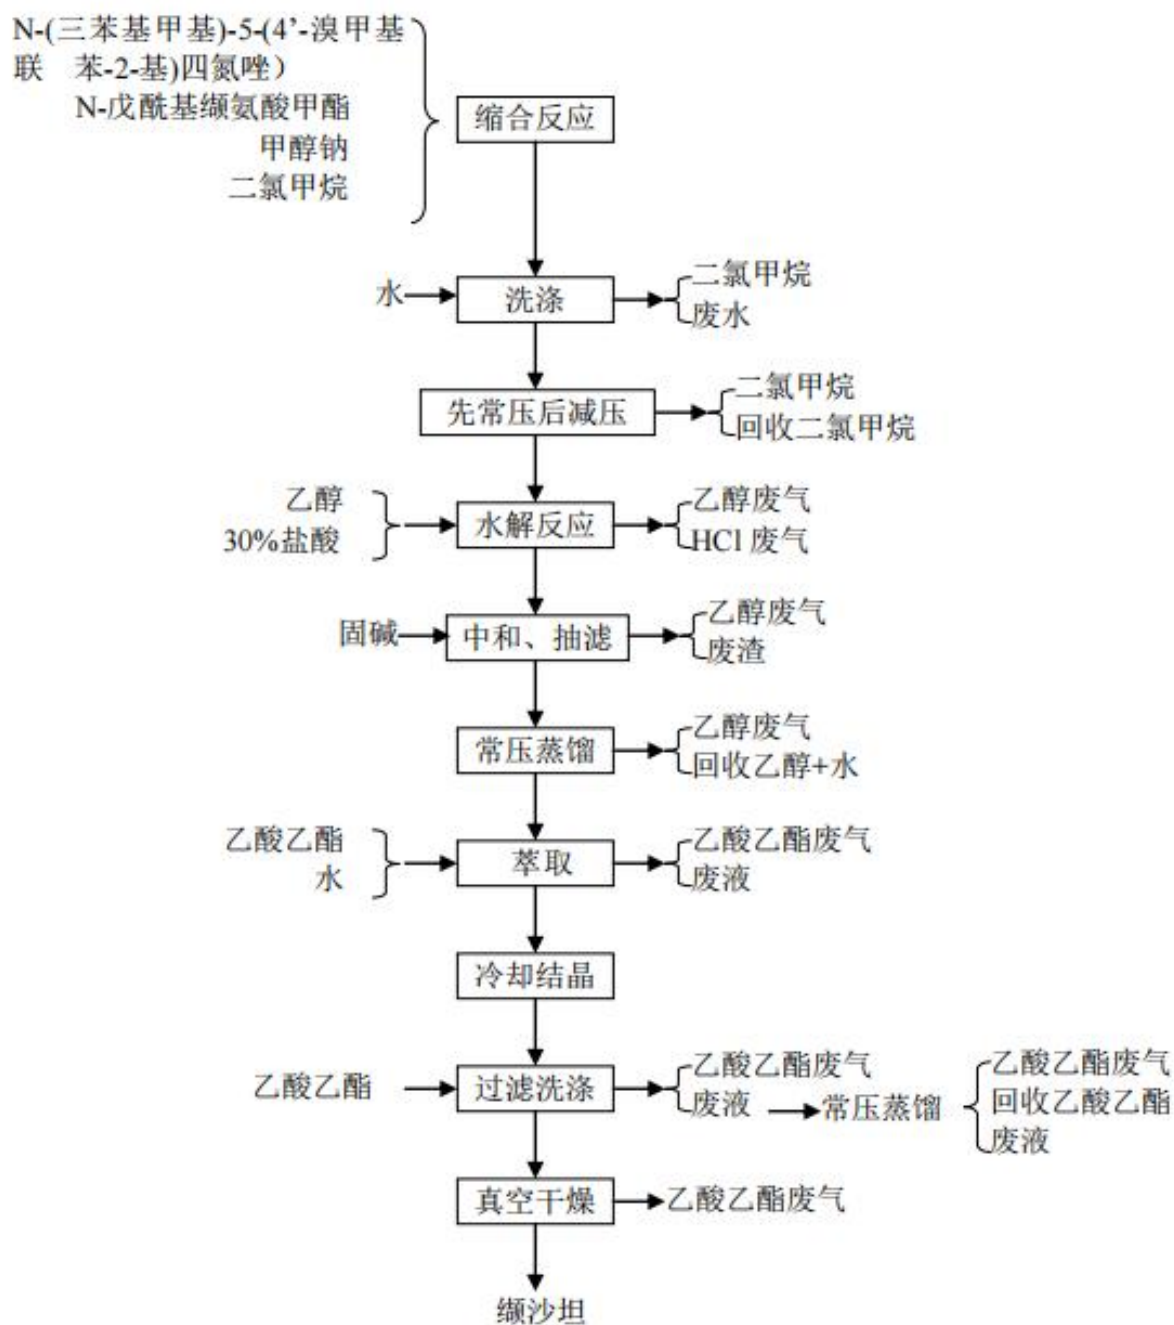 N-(三苯基甲基)-5-(4’-溴甲基
联 苯-2-基)四氮唑）
N-戊酰基缬氨酸甲酯
甲醇钠
二氯甲烷
缩合反应
水
洗涤
二氯甲烷
废水
先常压后减压
二氯甲烷
回收二氯甲烷
乙醇
30%盐酸
水解反应
乙醇废气
HCl 废气
固碱
中和、抽滤
乙醇废气
废渣
常压蒸馏
乙醇废气
回收乙醇+水
乙酸乙酯
水
萃取
乙酸乙酯废气
废液
冷却结晶
乙酸乙酯
过滤洗涤
乙酸乙酯废气
废液
常压蒸馏
乙酸乙酯废气
回收乙酸乙酯
废液
真空干燥
乙酸乙酯废气
缬沙坦